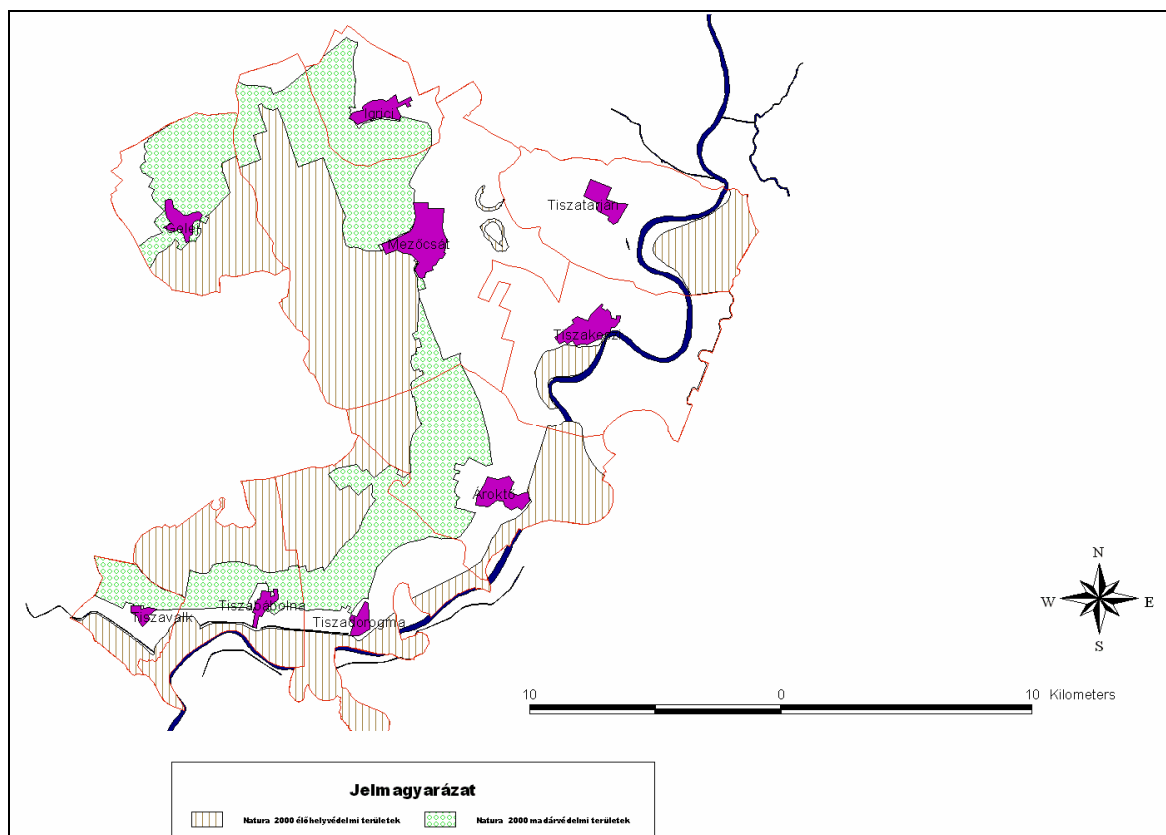 Igrici
Tiszatarján
Gelej
Mezőcsát
Tiszakeszi
Ároktő
Tiszavalk
Tiszabábolna
Tiszadorogma
N
W
E
S
10
0
10
Kilometers
Jelmagyarázat
Natura 2000 élőhelyvédelmi területek
Natura 2000 madárvédelmi területek